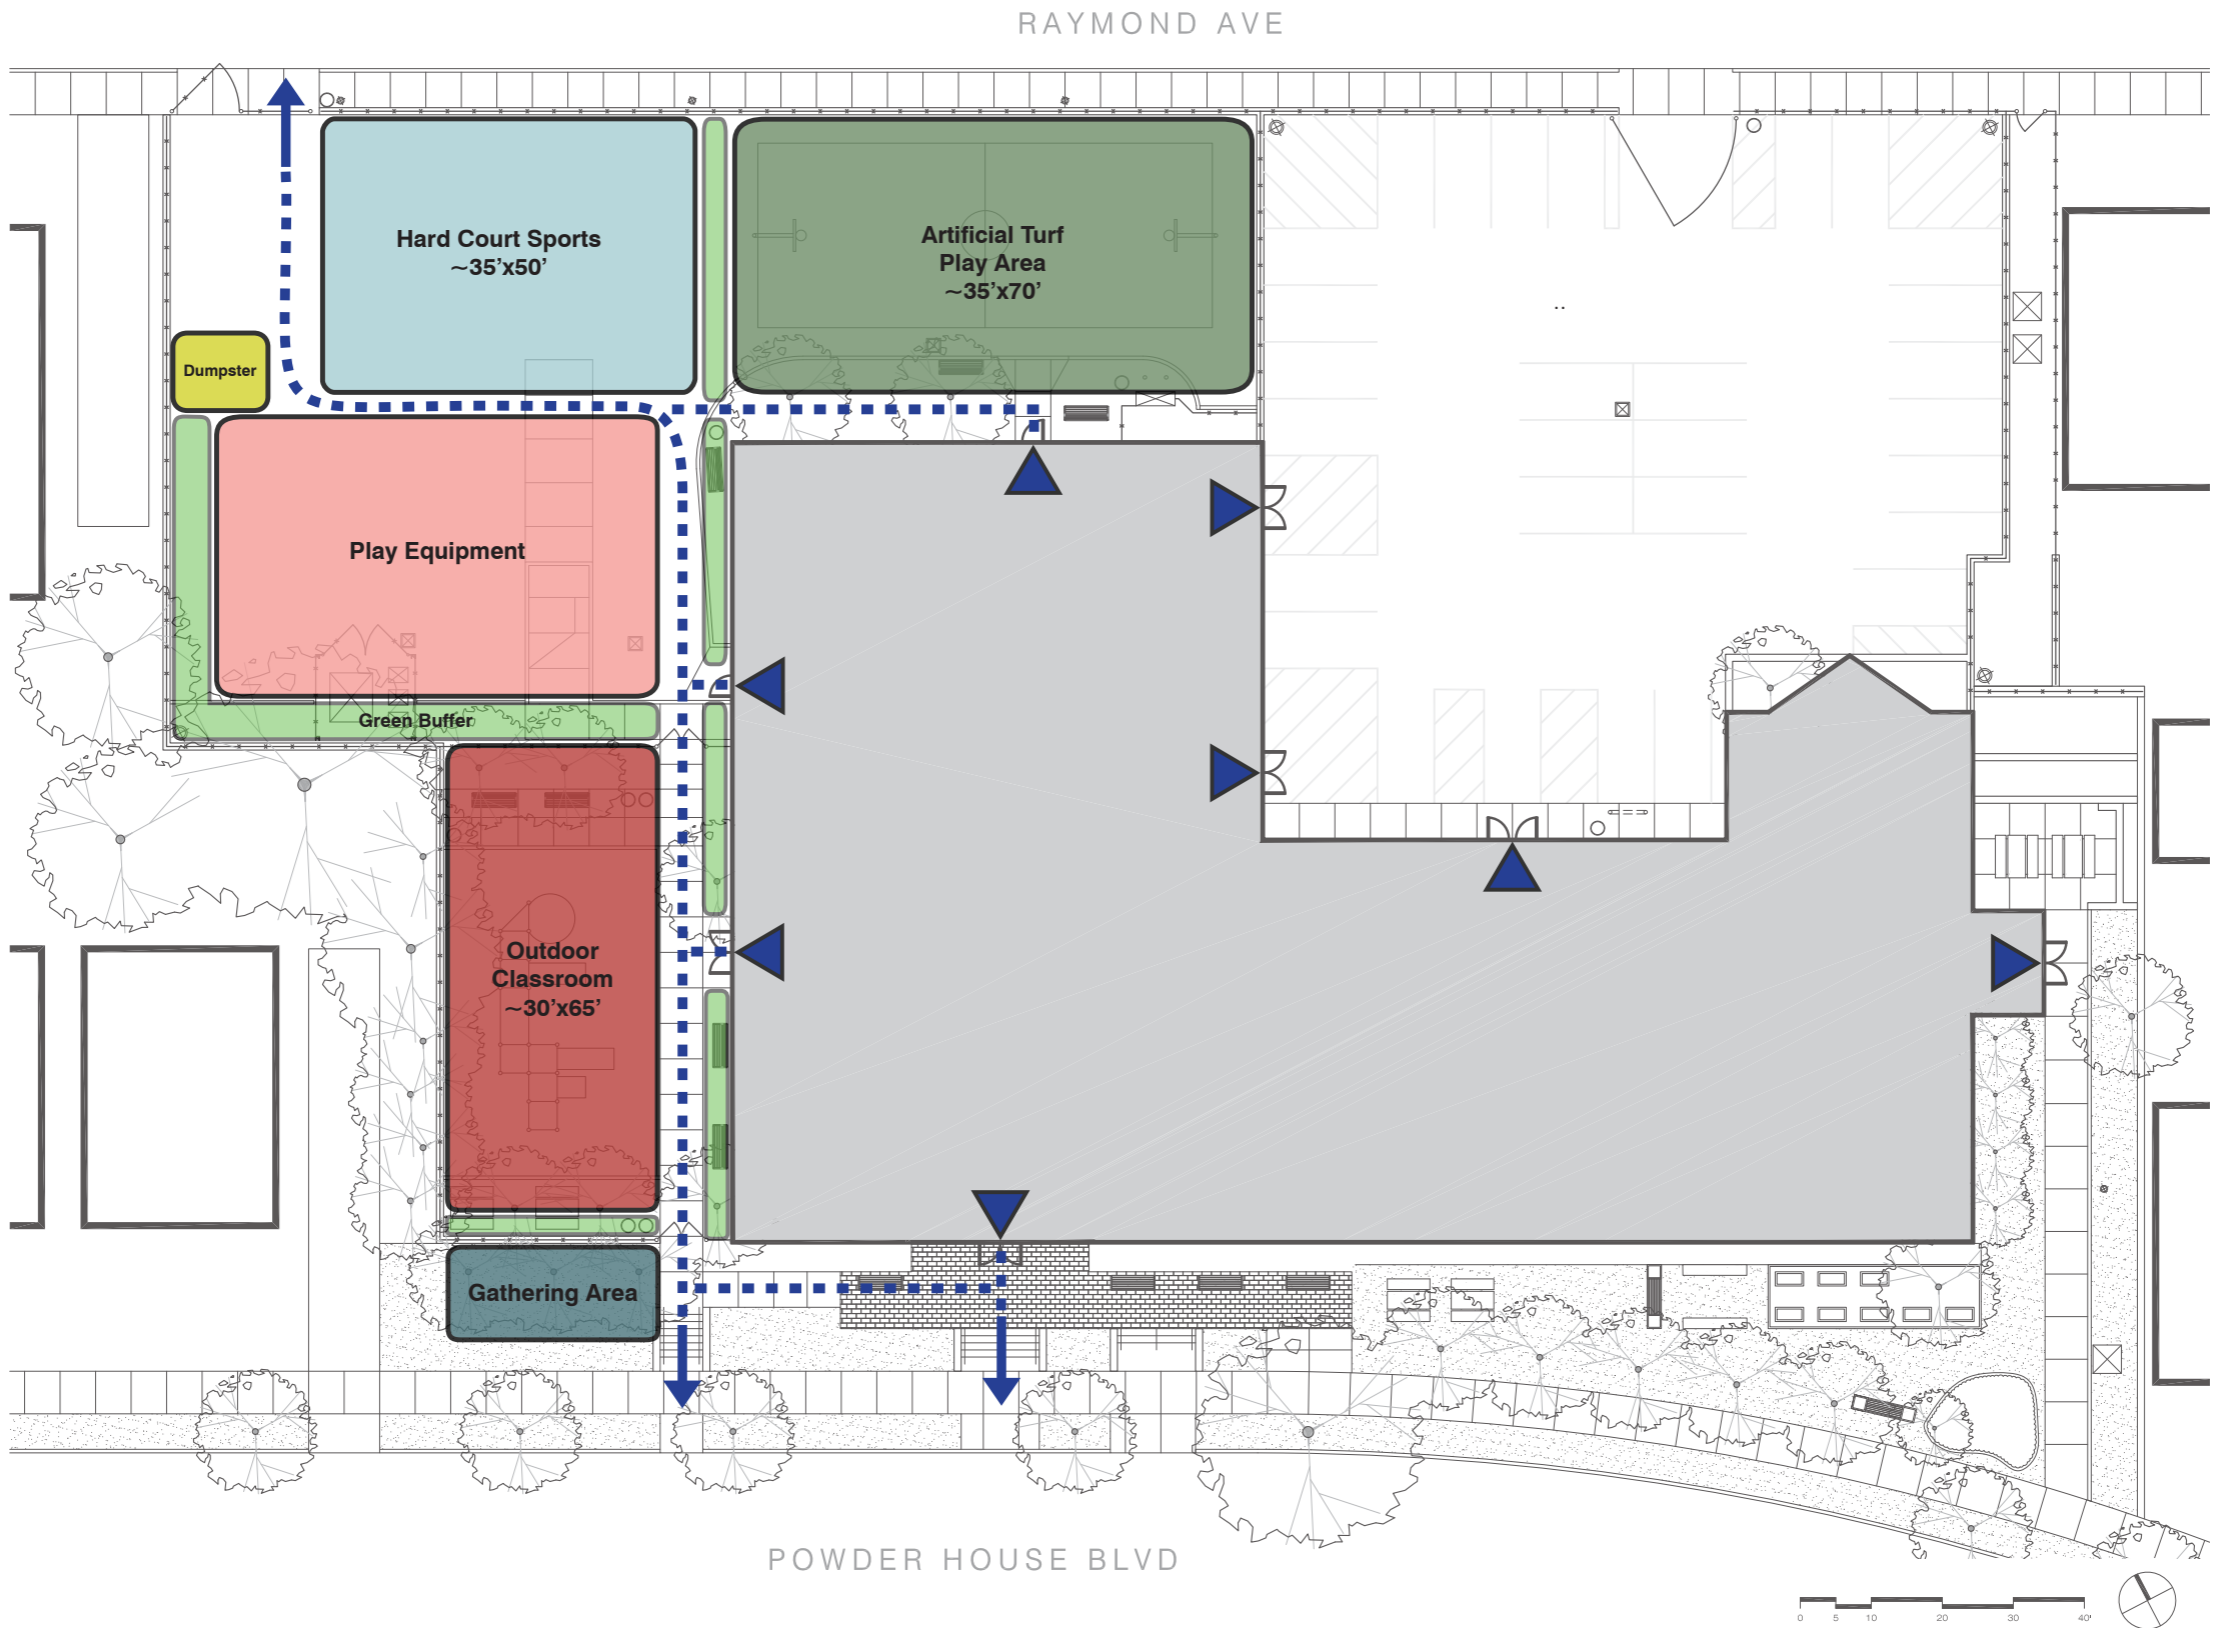 RAYMOND AVE
Hard Court Sports
~35'x50'
Artificial Turf
Play Area
~35'x70'
Dumpster
Play Equipment
Green Buffer
Outdoor
Classroom
~30'x65'
Gathering Area
POWDER HOUSE BLVD
0 5 10 20 30 40'